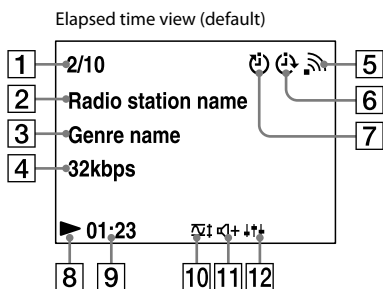 Elapsed time view (default)
1 2/10 5
2 Radio station name 6
3 Genre name 7
4 32kbps
01:23 +
8 9 10 11 12